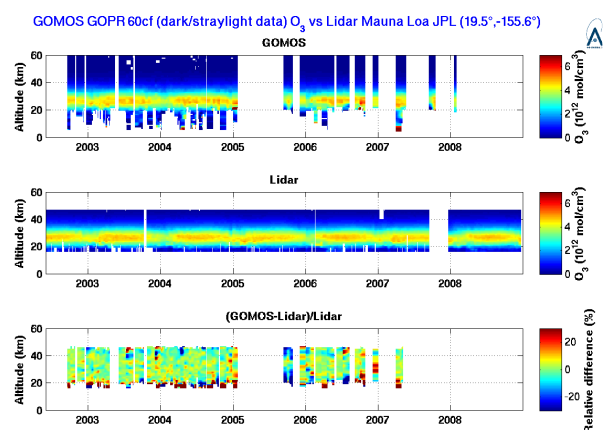 GOMOS GOPR 60cf (dark/straylight data) O3 vs Lidar Mauna Loa JPL (19.5°,-155.6°)
GOMOS
Altitude (km)
60
40
20
0
2003 2004 2005 2006 2007 2008
6
4
2
0
O3 (10^12 mol/cm^3)
Lidar
Altitude (km)
60
40
20
0
2003 2004 2005 2006 2007 2008
6
4
2
0
O3 (10^12 mol/cm^3)
(GOMOS-Lidar)/Lidar
Altitude (km)
60
40
20
0
2003 2004 2005 2006 2007 2008
20
0
-20
Relative difference (%)